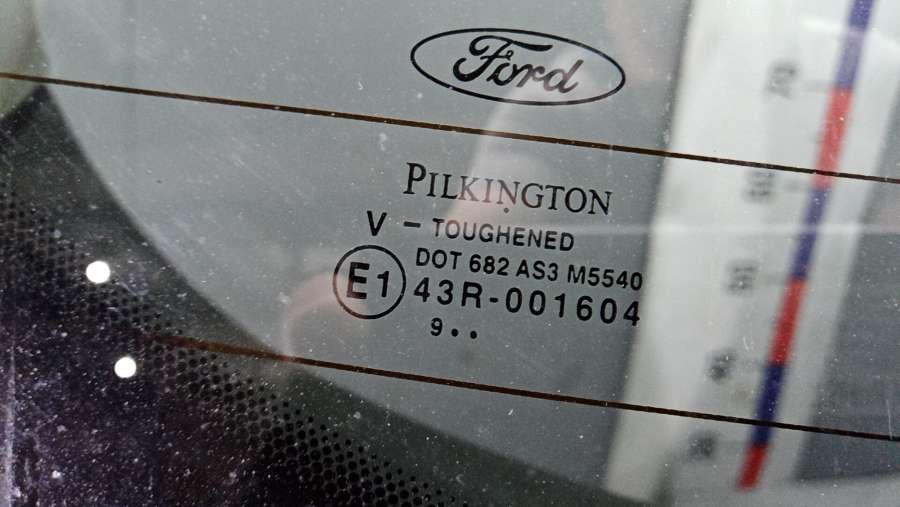 Ford
PILKINGTON
V - TOUGHENED
DOT 682 AS3 M5540
E1 43R-001604
9..